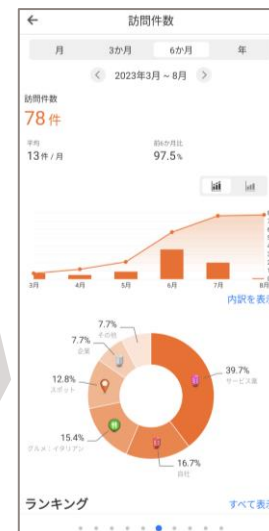 訪問件数
月 3か月 6か月 年
2023年3月 ~ 8月
訪問件数
78 件
平均 前6か月比
13件 / 月 97.5%
3月 4月 5月 6月 7月 8月
内訳を表示
7.7%
その他
7.7%
企業
12.8%
スポット
15.4%
グルメ:イタリアン
16.7%
自社
39.7%
サービス業
ランキング すべて表示